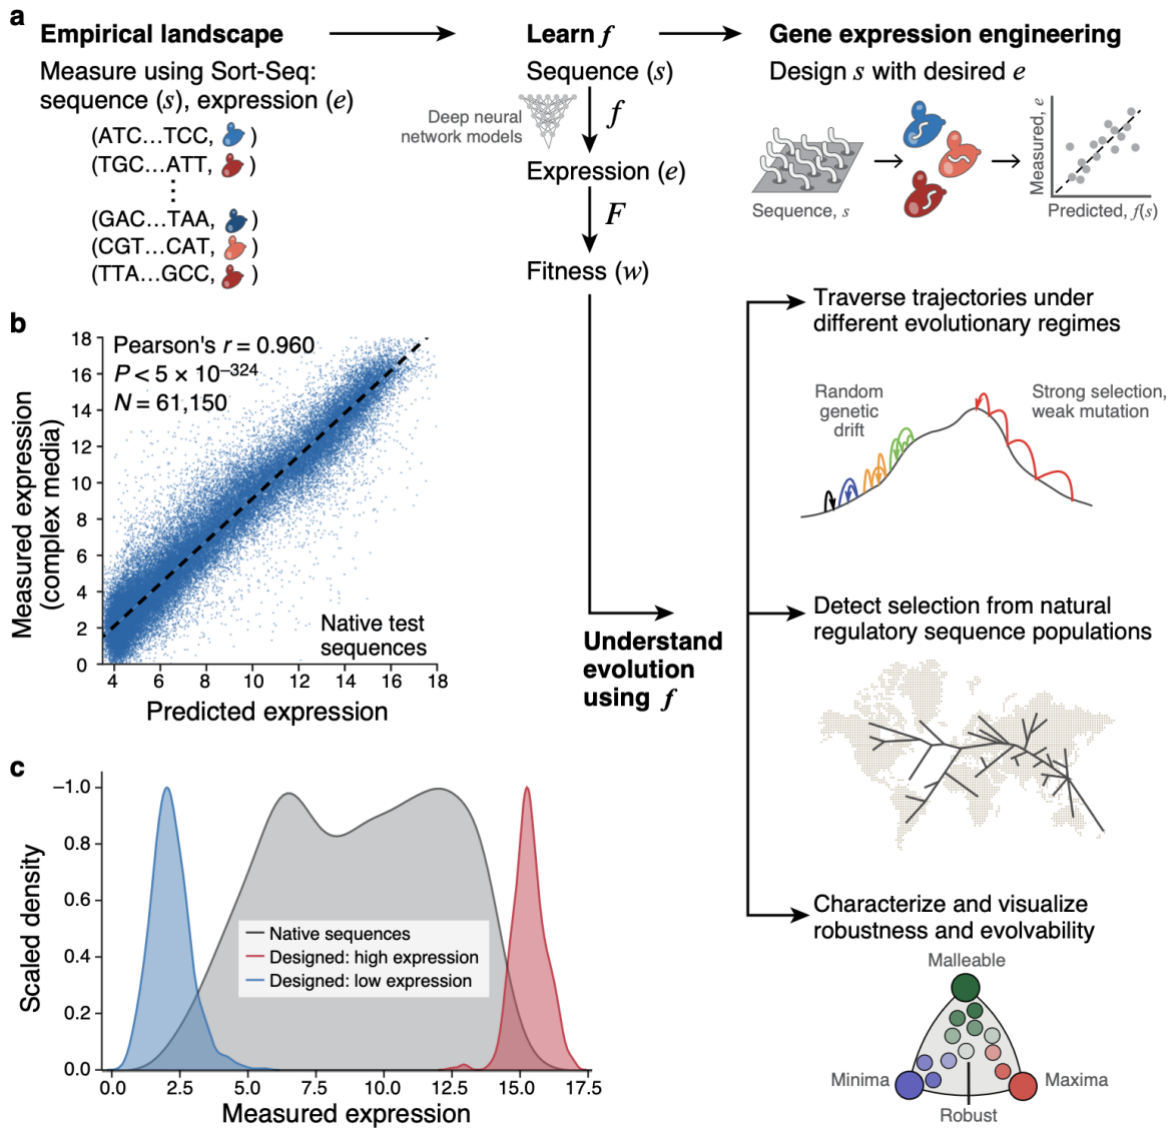 a
Empirical landscape
Measure using Sort-Seq:
sequence (s), expression (e)
(ATC...TCC, )
(TGC...ATT, )
(GAC...TAA, )
(CGT...CAT, )
(TTA...GCC, )
Learn f
Sequence (s)
Deep neural
network models
f
Expression (e)
F
Fitness (w)
Gene expression engineering
Design s with desired e
Sequence, s
Measured, e
Predicted, f(s)
b
18
16
14
12
10
8
6
4
2
0
Measured expression
(complex media)
Pearson's r = 0.960
P < 5 × 10⁻³²⁴
N = 61,150
Native test
sequences
4 6 8 10 12 14 16 18
Predicted expression
Understand
evolution
using f
Traverse trajectories under
different evolutionary regimes
Random
genetic
drift
Strong selection,
weak mutation
Detect selection from natural
regulatory sequence populations
Characterize and visualize
robustness and evolvability
Malleable
Minima
Maxima
Robust
c
–1.0
0.8
0.6
0.4
0.2
0.0
Scaled density
Native sequences
Designed: high expression
Designed: low expression
0.0 2.5 5.0 7.5 10.0 12.5 15.0 17.5
Measured expression